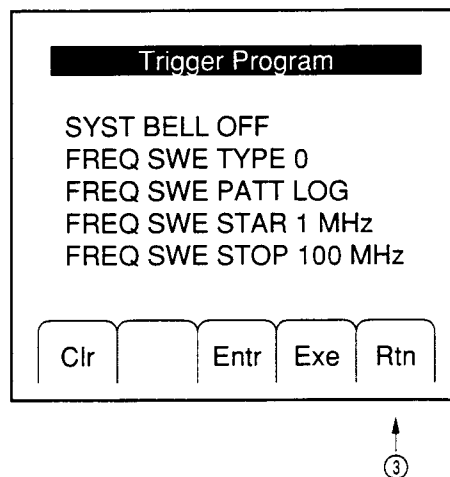 Trigger Program
SYST BELL OFF
FREQ SWE TYPE 0
FREQ SWE PATT LOG
FREQ SWE STAR 1 MHz
FREQ SWE STOP 100 MHz
Clr Entr Exe Rtn
③